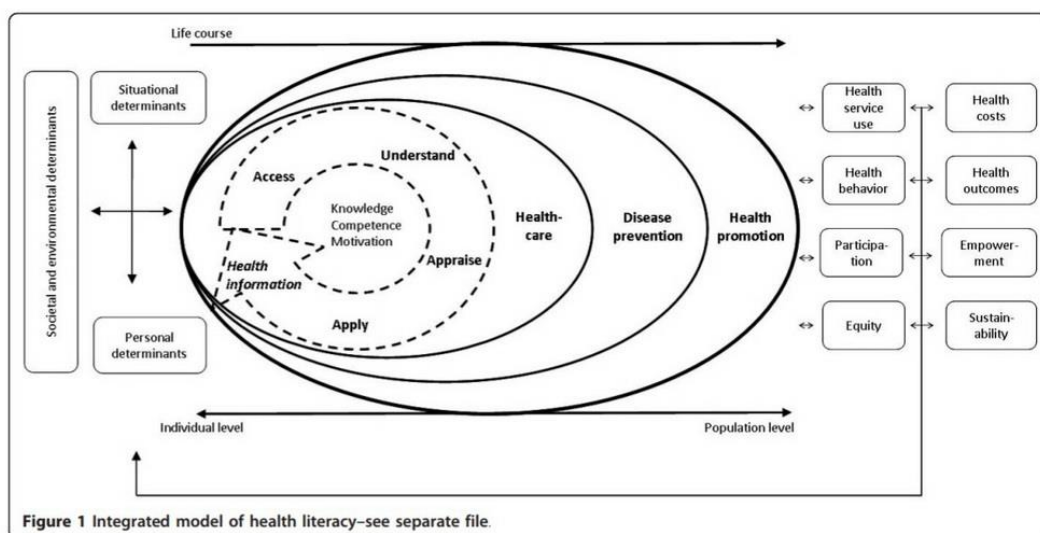 Life course
Societal and environmental determinants
Situational
determinants
Personal
determinants
Access
Understand
Knowledge
Competence
Motivation
Health
information
Appraise
Apply
Health-
care
Disease
prevention
Health
promotion
Health
service
use
Health
costs
Health
behavior
Health
outcomes
Participa-
tion
Empower-
ment
Equity
Sustain-
ability
Individual level
Population level
Figure 1 Integrated model of health literacy–see separate file.